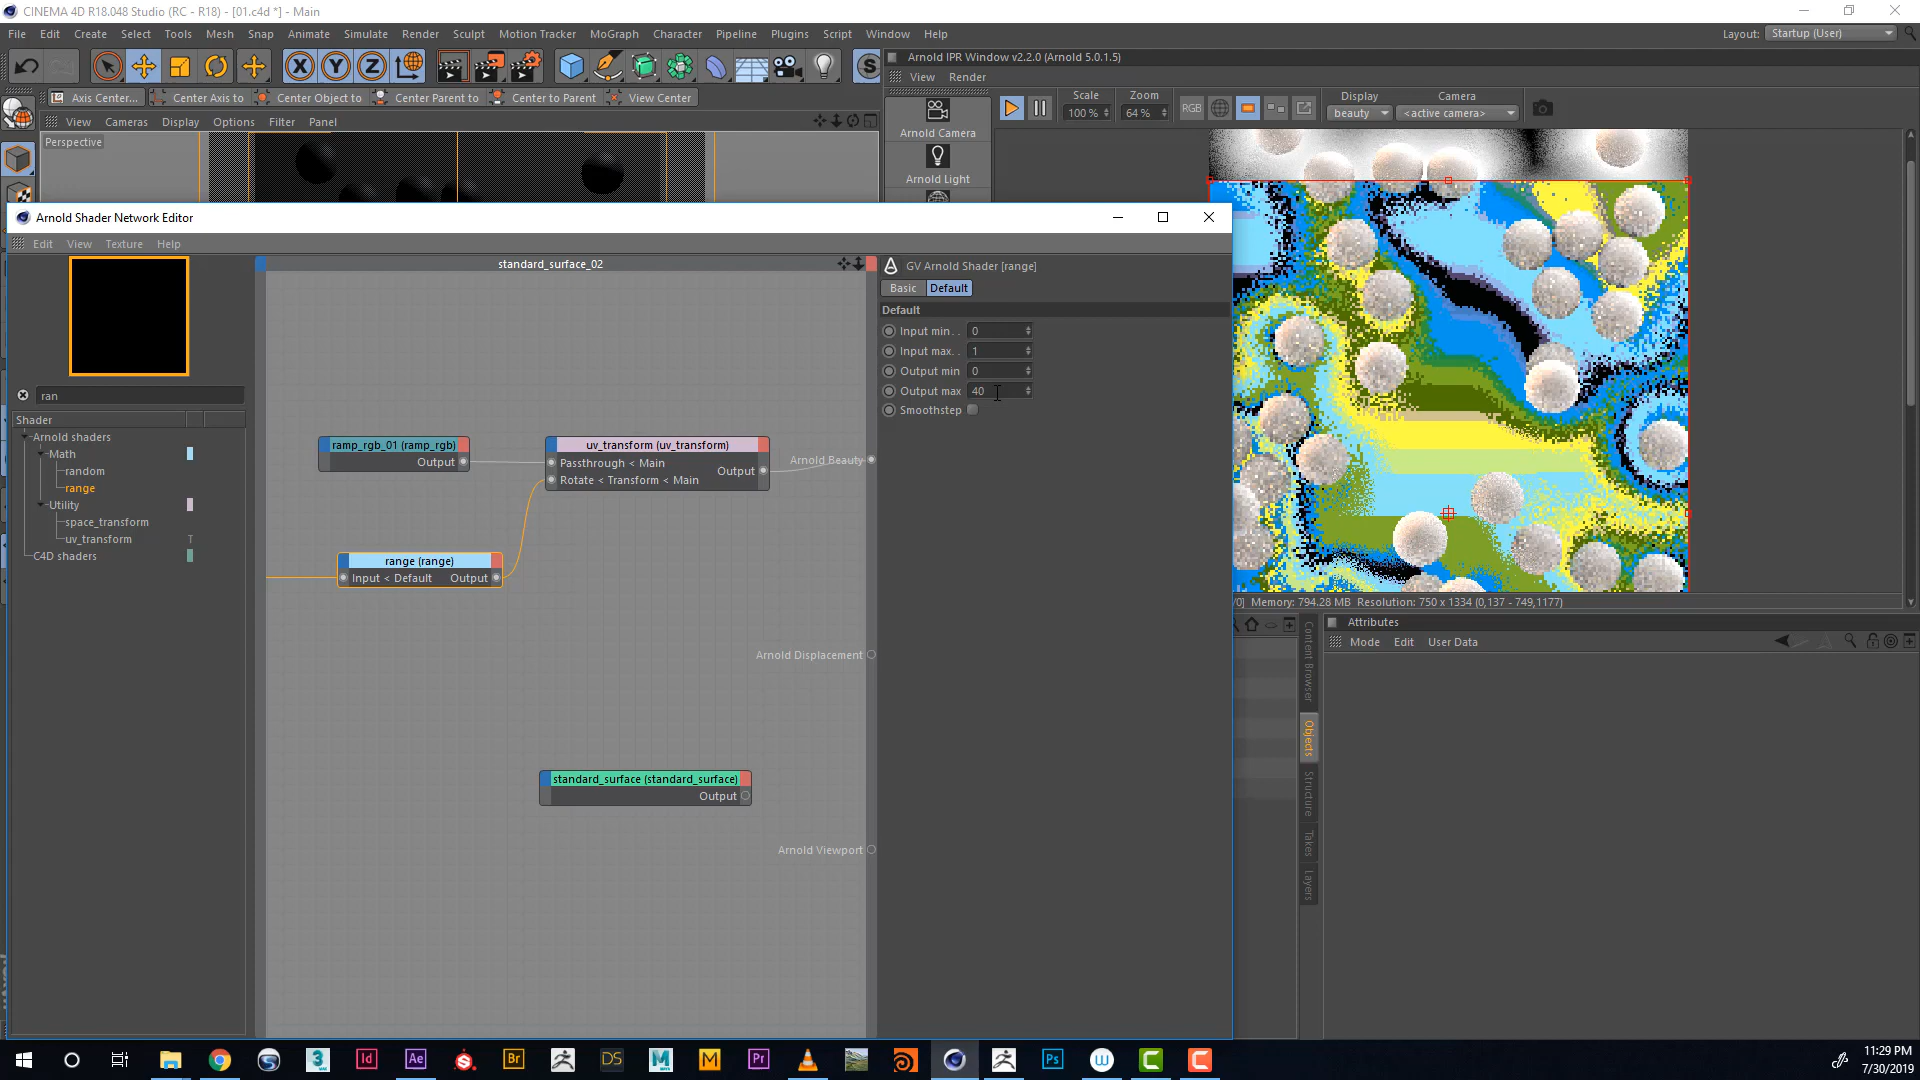 CINEMA 4D R18.048 Studio (RC - R18) - [01.c4d *] - Main
File Edit Create Select Tools Mesh Snap Animate Simulate Render Sculpt Motion Tracker MoGraph Character Pipeline Plugins Script Window Help
Layout: Startup (User)
Arnold IPR Window v2.2.0 (Arnold 5.0.1.5)
View Render
Axis Center... Center Axis to Center Object to Center Parent to Center to Parent View Center
Scale Zoom Display Camera
100 % 64 % RGB beauty <active camera>
View Cameras Display Options Filter Panel
Perspective
Arnold Camera
Arnold Light
Arnold Shader Network Editor
Edit View Texture Help
standard_surface_02
GV Arnold Shader [range]
Basic Default
Default
Input min . . 0
Input max. . 1
Output min 0
Output max 40
Smoothstep
ran
Shader
Arnold shaders
Math
random
range
Utility
space_transform
uv_transform T
C4D shaders
ramp_rgb_01 (ramp_rgb)
Output
uv_transform (uv_transform)
Passthrough < Main
Output
Rotate < Transform < Main
Arnold Beauty
range (range)
Input < Default Output
Arnold Displacement
standard_surface (standard_surface)
Output
Arnold Viewport
/0] Memory: 794.28 MB Resolution: 750 x 1334 (0,137 - 749,1177)
Attributes
Mode Edit User Data
Content Browser
Objects
Structure
Takes
Layers
Id Ae Br DS M Pr Ps
11:29 PM
7/30/2019